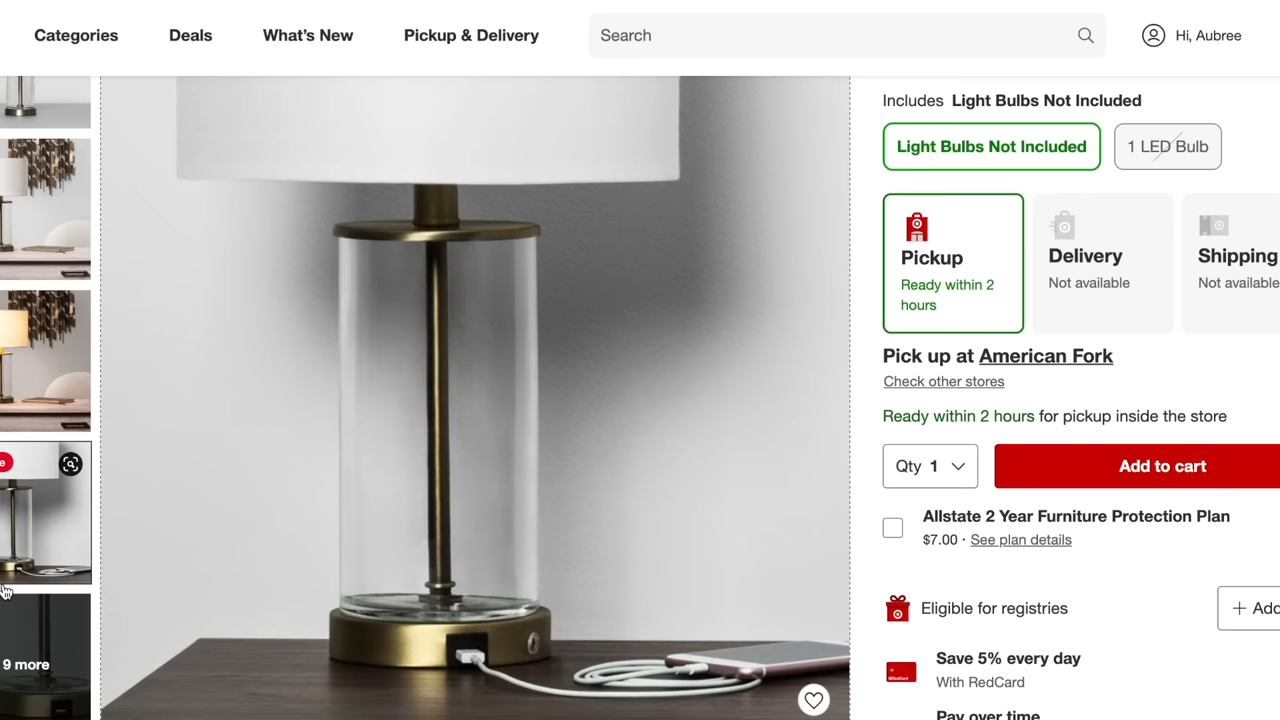 Categories
Deals
What's New
Pickup & Delivery
Search
Hi, Aubree
Includes Light Bulbs Not Included
Light Bulbs Not Included
1 LED Bulb
Pickup
Ready within 2
hours
Delivery
Not available
Shipping
Not available
Pick up at American Fork
Check other stores
Ready within 2 hours for pickup inside the store
Qty 1
Add to cart
Allstate 2 Year Furniture Protection Plan
$7.00 · See plan details
Eligible for registries
+ Add
Save 5% every day
With RedCard
Pay over time
9 more